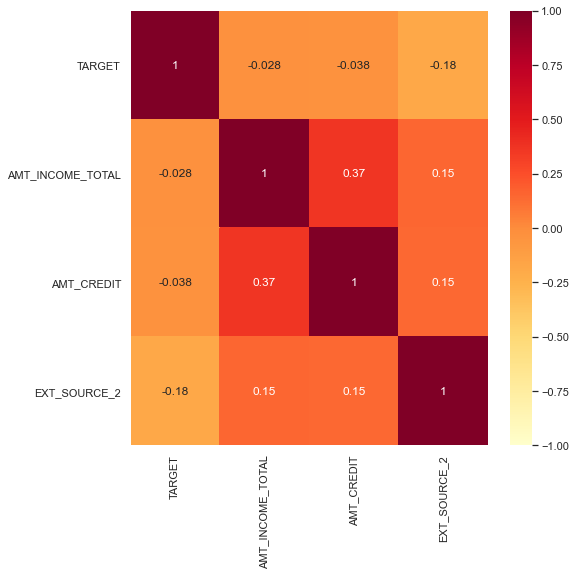 TARGET 1 -0.028 -0.038 -0.18
AMT_INCOME_TOTAL -0.028 1 0.37 0.15
AMT_CREDIT -0.038 0.37 1 0.15
EXT_SOURCE_2 -0.18 0.15 0.15 1
TARGET
AMT_INCOME_TOTAL
AMT_CREDIT
EXT_SOURCE_2
1.00
0.75
0.50
0.25
0.00
−0.25
−0.50
−0.75
−1.00